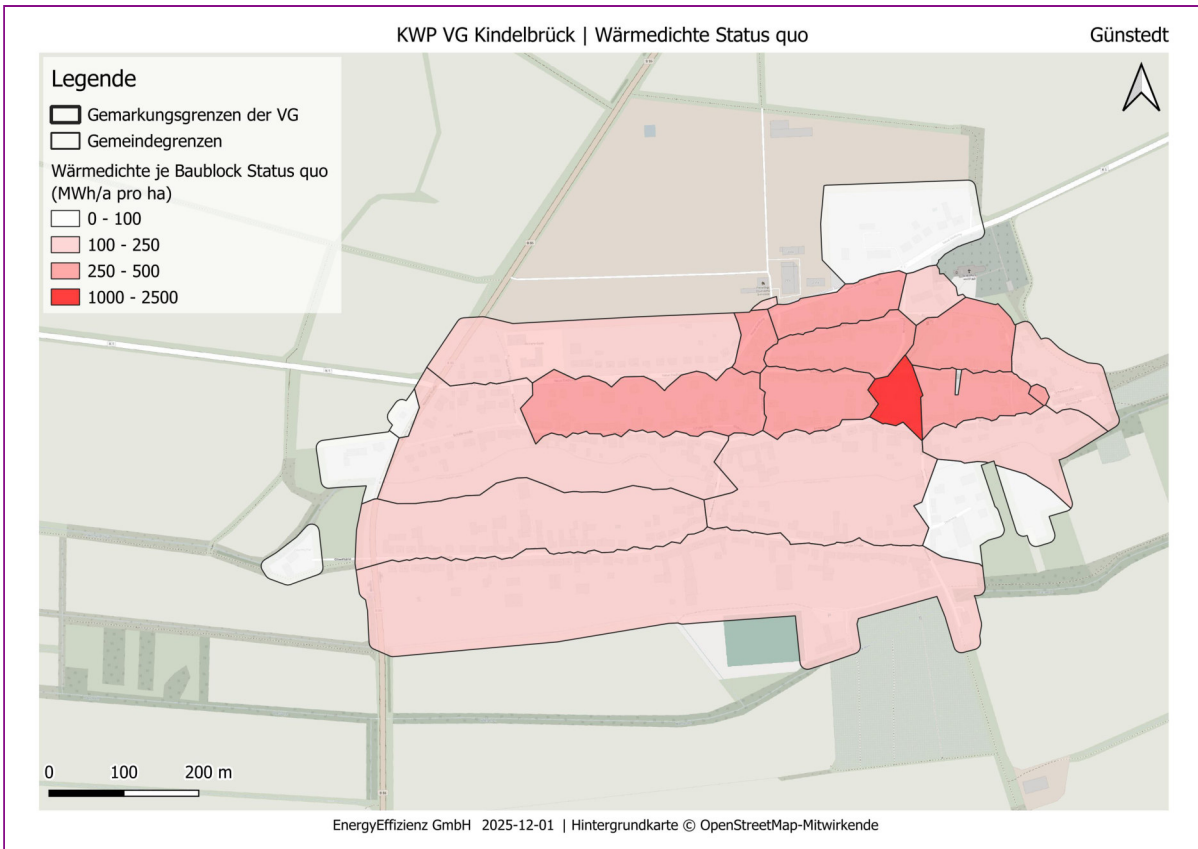 KWP VG Kindelbrück | Wärmedichte Status quo
Günstedt
Legende
Gemarkungsgrenzen der VG
Gemeindegrenzen
Wärmedichte je Baublock Status quo
(MWh/a pro ha)
0 - 100
100 - 250
250 - 500
1000 - 2500
0 100 200 m
EnergyEffizienz GmbH 2025-12-01 | Hintergrundkarte © OpenStreetMap-Mitwirkende